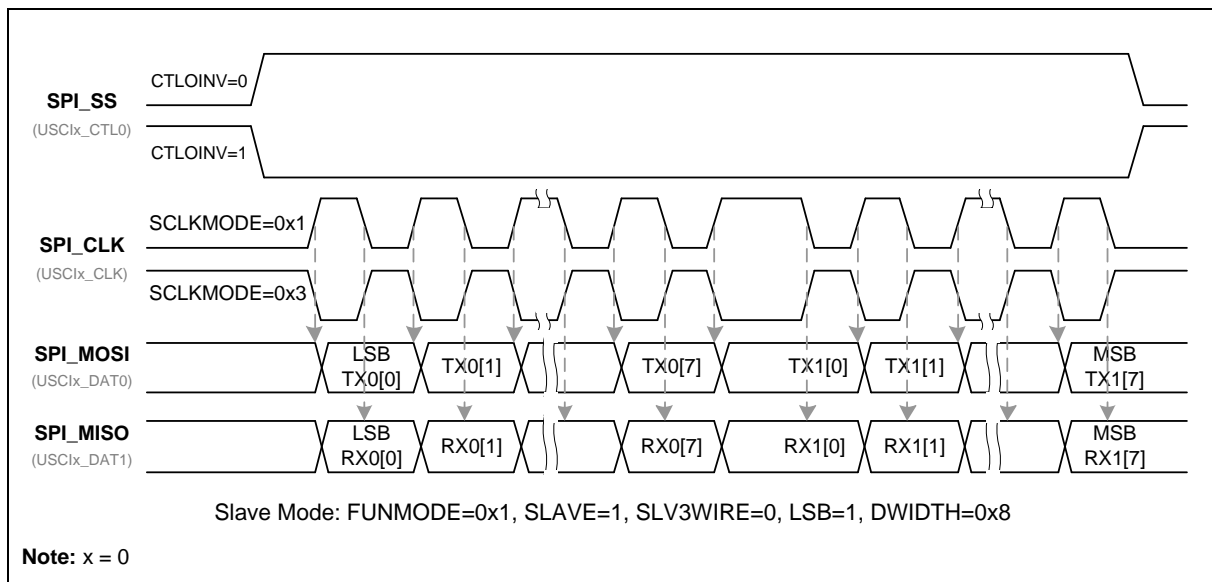 CTLOINV=0
SPI_SS
(USCIx_CTL0)
CTLOINV=1
SCLKMODE=0x1
SPI_CLK
(USCIx_CLK)
SCLKMODE=0x3
SPI_MOSI
(USCIx_DAT0)
LSB
TX0[0]
TX0[1]
TX0[7]
TX1[0]
TX1[1]
MSB
TX1[7]
SPI_MISO
(USCIx_DAT1)
LSB
RX0[0]
RX0[1]
RX0[7]
RX1[0]
RX1[1]
MSB
RX1[7]
Slave Mode: FUNMODE=0x1, SLAVE=1, SLV3WIRE=0, LSB=1, DWIDTH=0x8
Note: x = 0